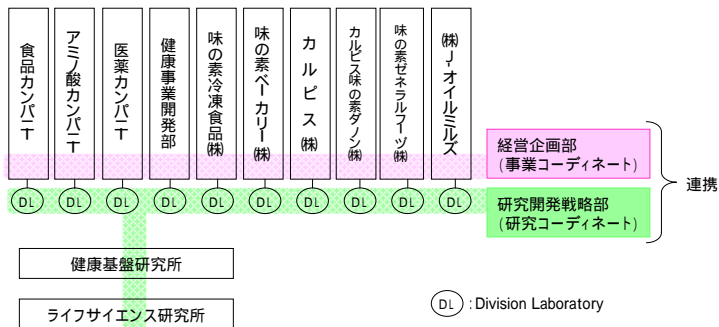 食品カンパニー
アミノ酸カンパニー
医薬カンパニー
健康事業開発部
味の素冷凍食品(株)
味の素ベーカリー(株)
カルピス(株)
カルピス味の素ダノン(株)
味の素ゼネラルフーヅ(株)
(株)J-オイルミルズ
経営企画部
(事業コーディネート)
連携
DL DL DL DL DL DL DL DL DL DL
研究開発戦略部
(研究コーディネート)
健康基盤研究所
ライフサイエンス研究所
DL : Division Laboratory